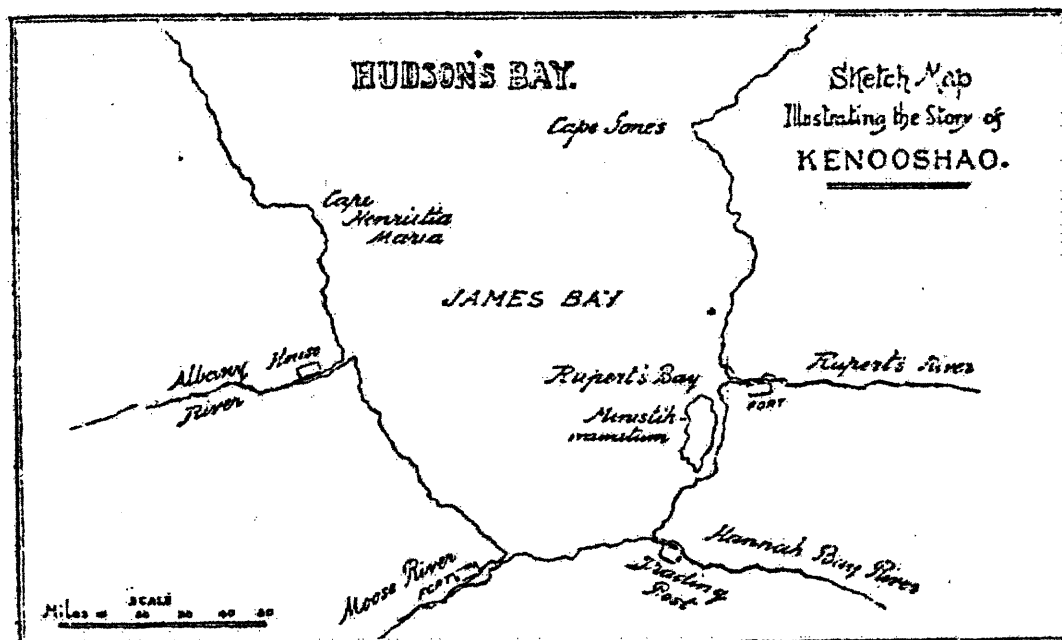 HUDSON'S BAY.
Sketch Map
Illustrating the Story of
KENOOSHAO.
Cape Jones
Cape
Henrietta
Maria
JAMES BAY
Albany House
River
Rupert's Bay
Rupert's River
FORT
Moose River
FORT
Hannah Bay River
Trading
Post
SCALE
Miles